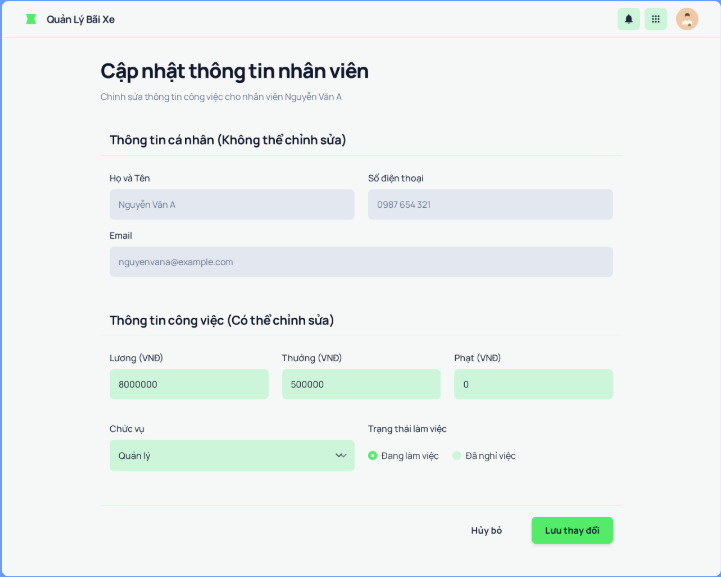 Quản Lý Bãi Xe
Cập nhật thông tin nhân viên
Chỉnh sửa thông tin công việc cho nhân viên Nguyễn Văn A
Thông tin cá nhân (Không thể chỉnh sửa)
Họ và Tên
Số điện thoại
Nguyễn Văn A
0987 654 321
Email
nguyenvana@example.com
Thông tin công việc (Có thể chỉnh sửa)
Lương (VNĐ)
Thưởng (VNĐ)
Phạt (VNĐ)
8000000
500000
0
Chức vụ
Trạng thái làm việc
Quản lý
Đang làm việc
Đã nghỉ việc
Hủy bỏ
Lưu thay đổi